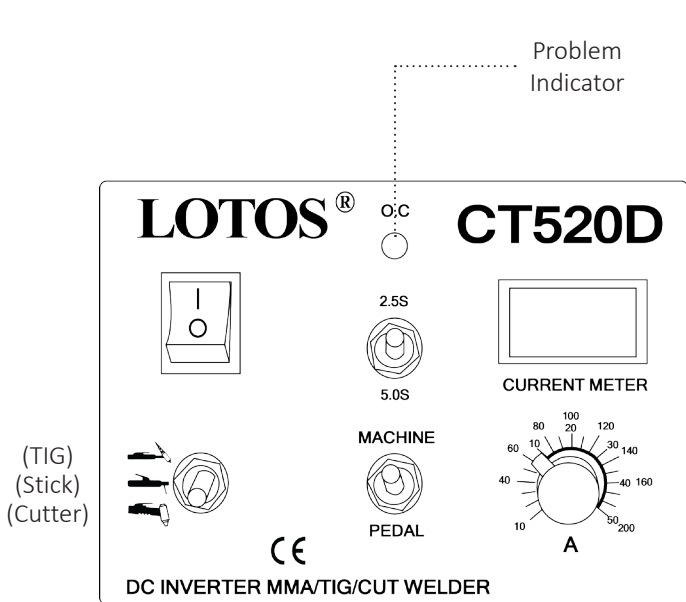 Problem
Indicator
LOTOS®
O.C
CT520D
I
O
2.5S
5.0S
CURRENT METER
(TIG)
(Stick)
(Cutter)
MACHINE
PEDAL
100
80 20 120
60 10 30 140
40 40 160
10 50 200
A
CE
DC INVERTER MMA/TIG/CUT WELDER